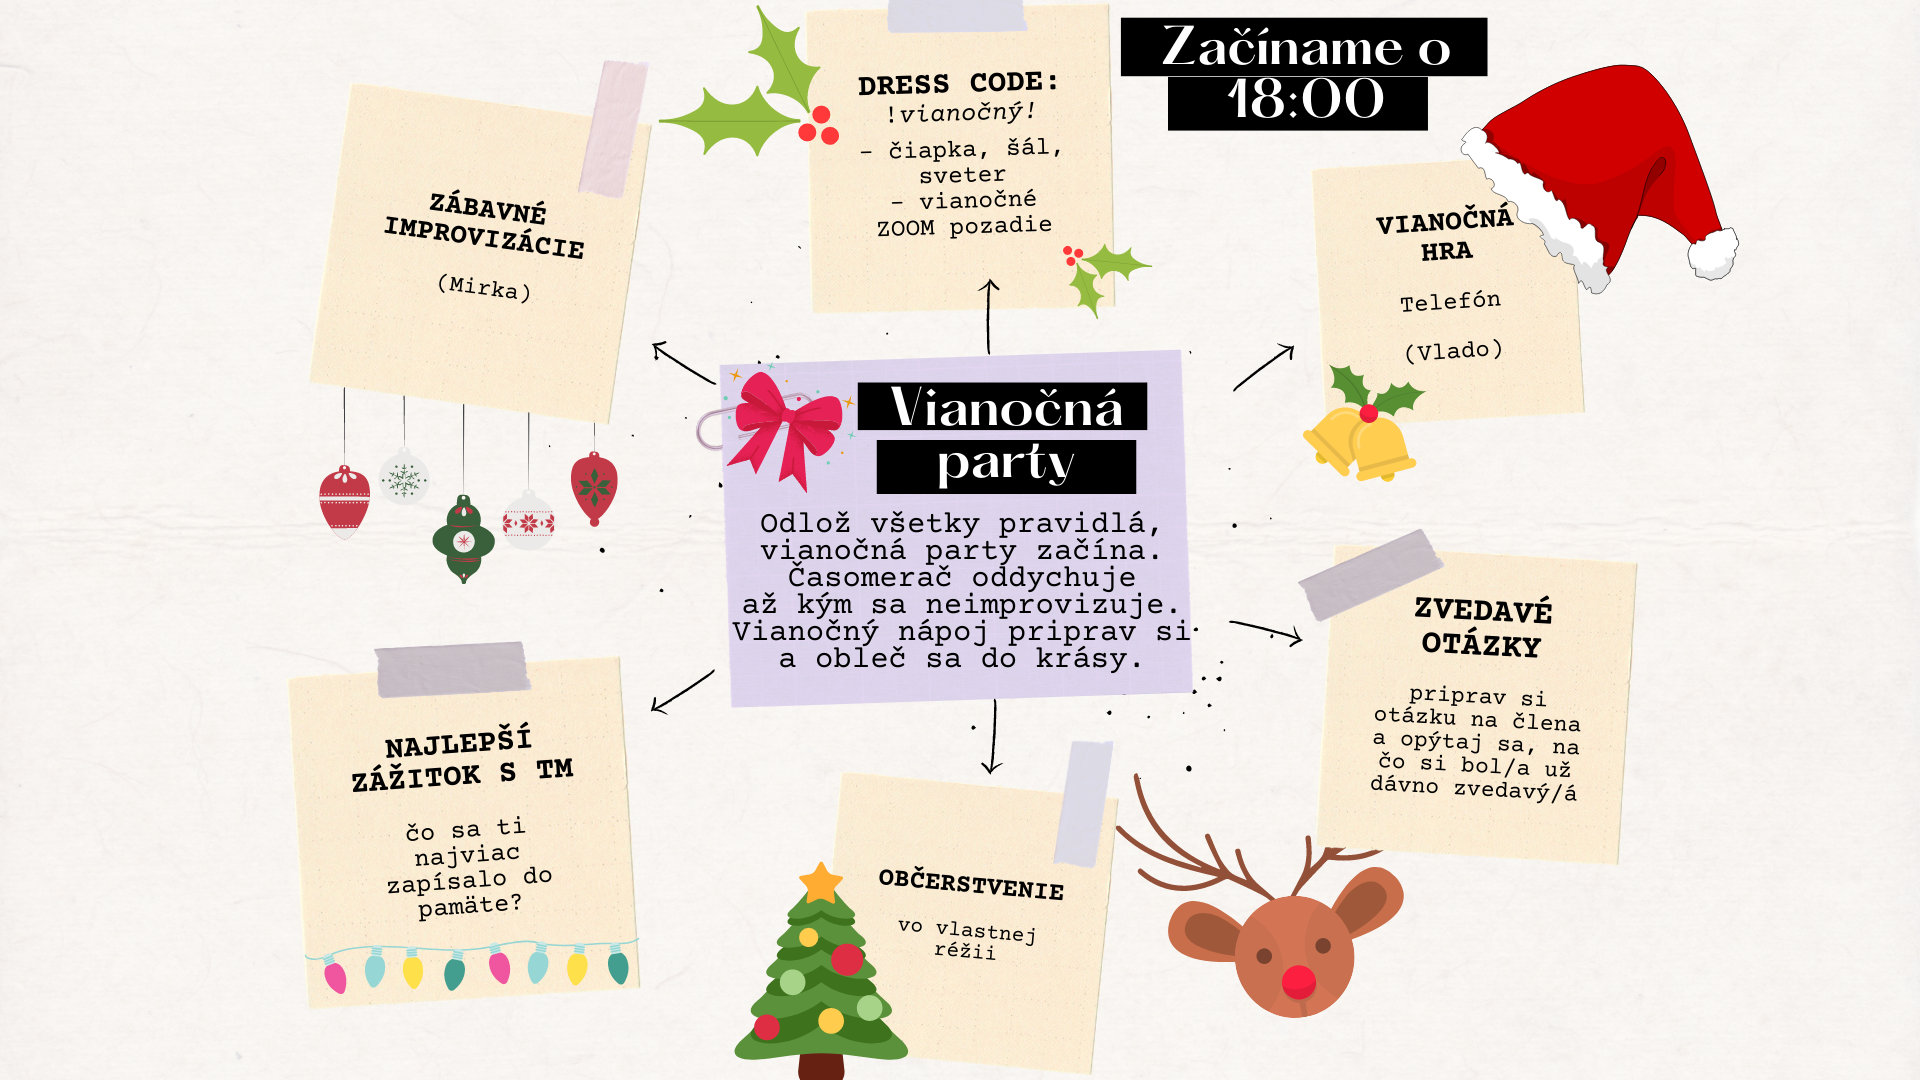 Začíname o
18:00
DRESS CODE:
!vianočný!
- čiapka, šál,
sveter
- vianočné
ZOOM pozadie
ZÁBAVNÉ
IMPROVIZÁCIE
(Mirka)
VIANOČNÁ
HRA
Telefón
(Vlado)
Vianočná
party
Odlož všetky pravidlá,
vianočná party začína.
Časomerač oddychuje
až kým sa neimprovizuje.
Vianočný nápoj priprav si
a obleč sa do krásy.
ZVEDAVÉ
OTÁZKY
priprav si
otázku na člena
a opýtaj sa, na
čo si bol/a už
dávno zvedavý/á
NAJLEPŠÍ
ZÁŽITOK S TM
čo sa ti
najviac
zapísalo do
pamäte?
OBČERSTVENIE
vo vlastnej
réžii